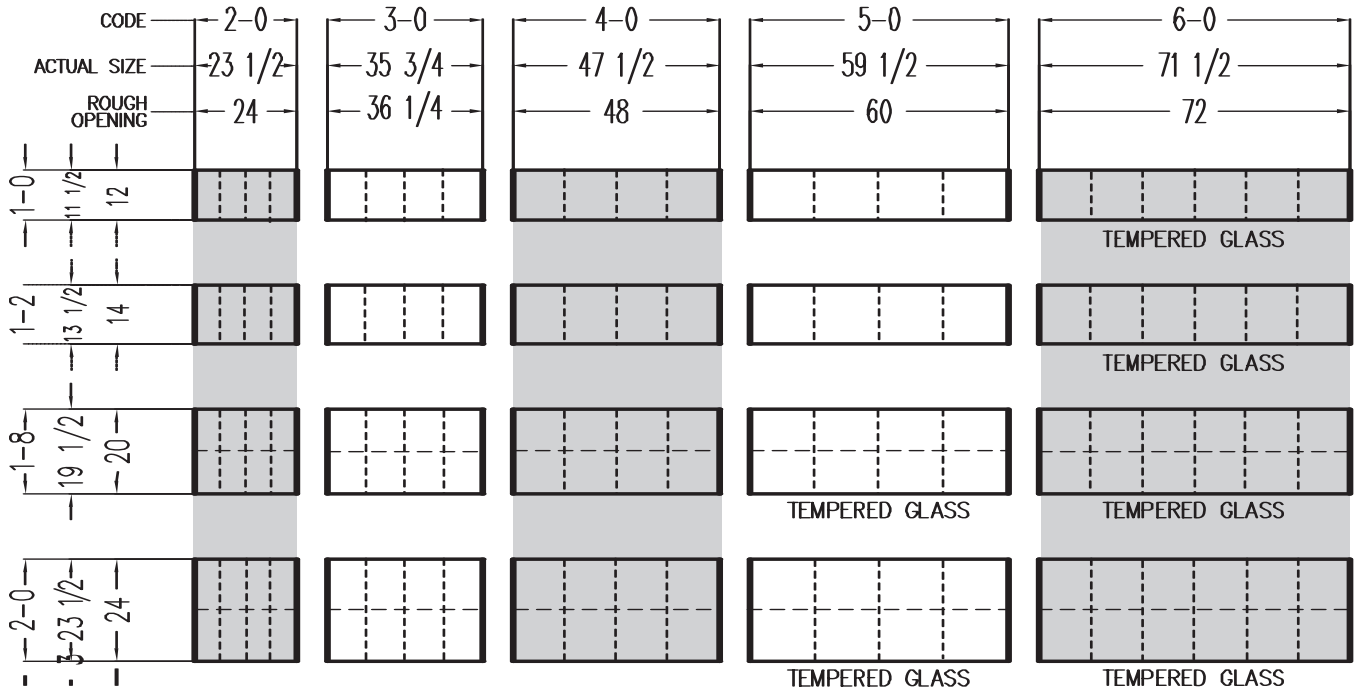 CODE 2-0 3-0 4-0 5-0 6-0
ACTUAL SIZE 23 1/2 35 3/4 47 1/2 59 1/2 71 1/2
ROUGH OPENING 24 36 1/4 48 60 72
1-0 11 1/2 12
TEMPERED GLASS
1-2 13 1/2 14
TEMPERED GLASS
1-8 19 1/2 20
TEMPERED GLASS TEMPERED GLASS
2-0 23 1/2 24
TEMPERED GLASS TEMPERED GLASS